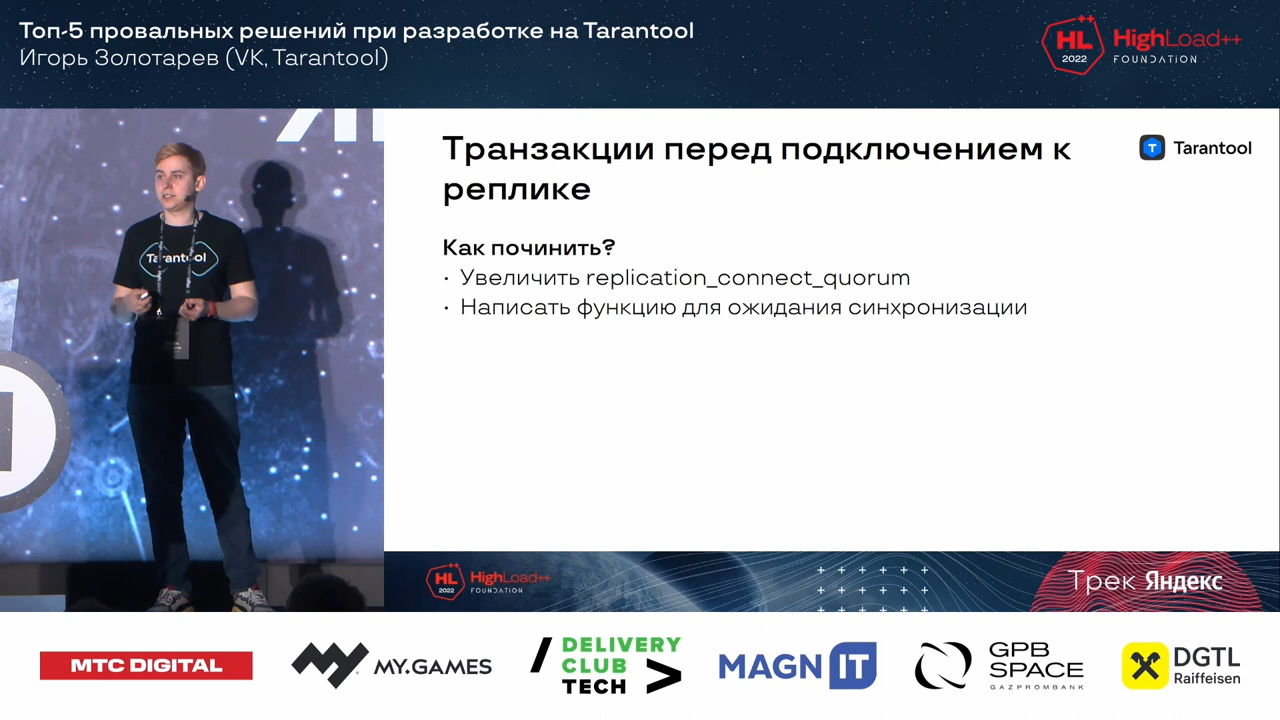 Топ-5 провальных решений при разработке на Tarantool
Игорь Золотарев (VK, Tarantool)
HL
2022
HighLoad++
FOUNDATION
Tarantool
Транзакции перед подключением к
реплике
Tarantool
Как починить?
· Увеличить replication_connect_quorum
· Написать функцию для ожидания синхронизации
HL
2022
HighLoad++
FOUNDATION
Трек Яндекс
МТС DIGITAL
MY.GAMES
DELIVERY
CLUB
TECH
MAGNIT
GPB
SPACE
GAZPROMBANK
DGTL
Raiffeisen